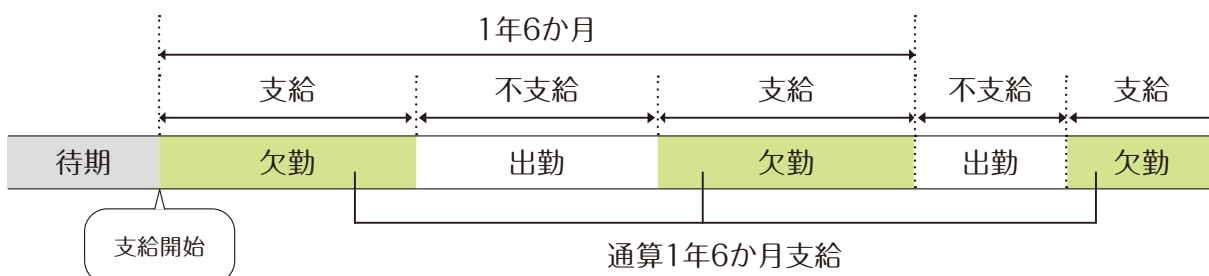 1年6か月
支給 不支給 支給 不支給 支給
待期 欠勤 出勤 欠勤 出勤 欠勤
支給開始
通算1年6か月支給